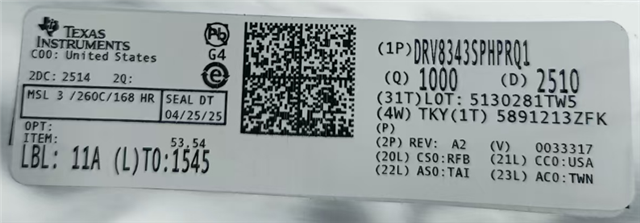 TEXAS
INSTRUMENTS
COO: United States
2DC: 2514 2Q:
MSL 3 /260C/168 HR
SEAL DT
04/25/25
OPT:
ITEM:
53.54
LBL: 11A (L)TO:1545
Pb
G4
e
(1P) DRV8343SPHPRQ1
(Q) 1000 (D) 2510
(31T)LOT: 5130281TW5
(4W) TKY(1T) 5891213ZFK
(P)
(2P) REV: A2 (V) 0033317
(20L) CSO:RFB (21L) CCO:USA
(22L) ASO:TAI (23L) ACO:TWN